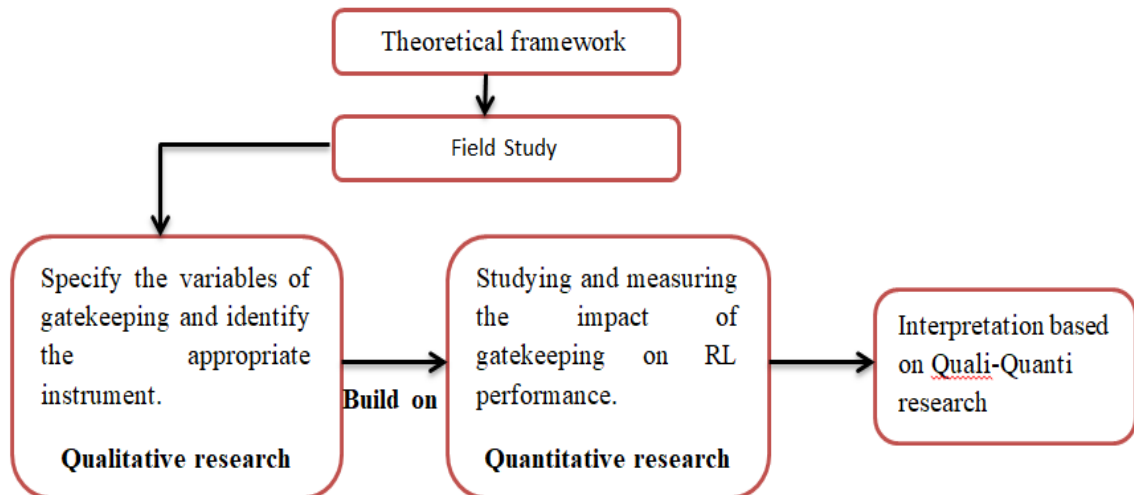 Theoretical framework
Field Study
Specify the variables of
gatekeeping and identify
the appropriate
instrument.
Qualitative research
Build on
Studying and measuring
the impact of
gatekeeping on RL
performance.
Quantitative research
Interpretation based
on Quali-Quanti
research